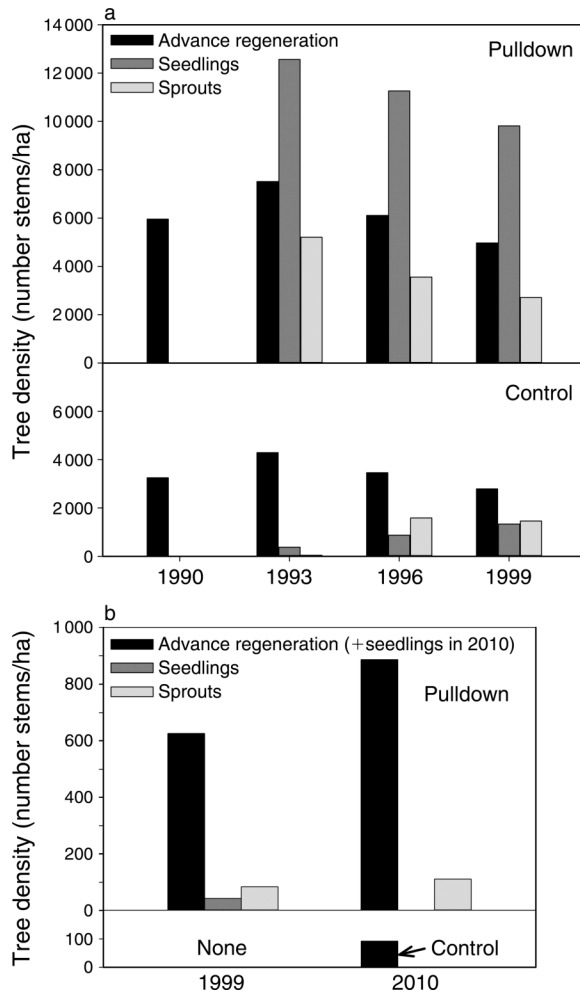 a
14 000
12 000
10 000
8 000
6 000
4 000
2 000
0
Advance regeneration
Seedlings
Sprouts
Pulldown
6 000
4 000
2 000
0
Control
Tree density (number stems/ha)
1990 1993 1996 1999
b
1 000
800
600
400
200
0
Advance regeneration (+seedlings in 2010)
Seedlings
Sprouts
Pulldown
100
0
None
Control
Tree density (number stems/ha)
1999 2010